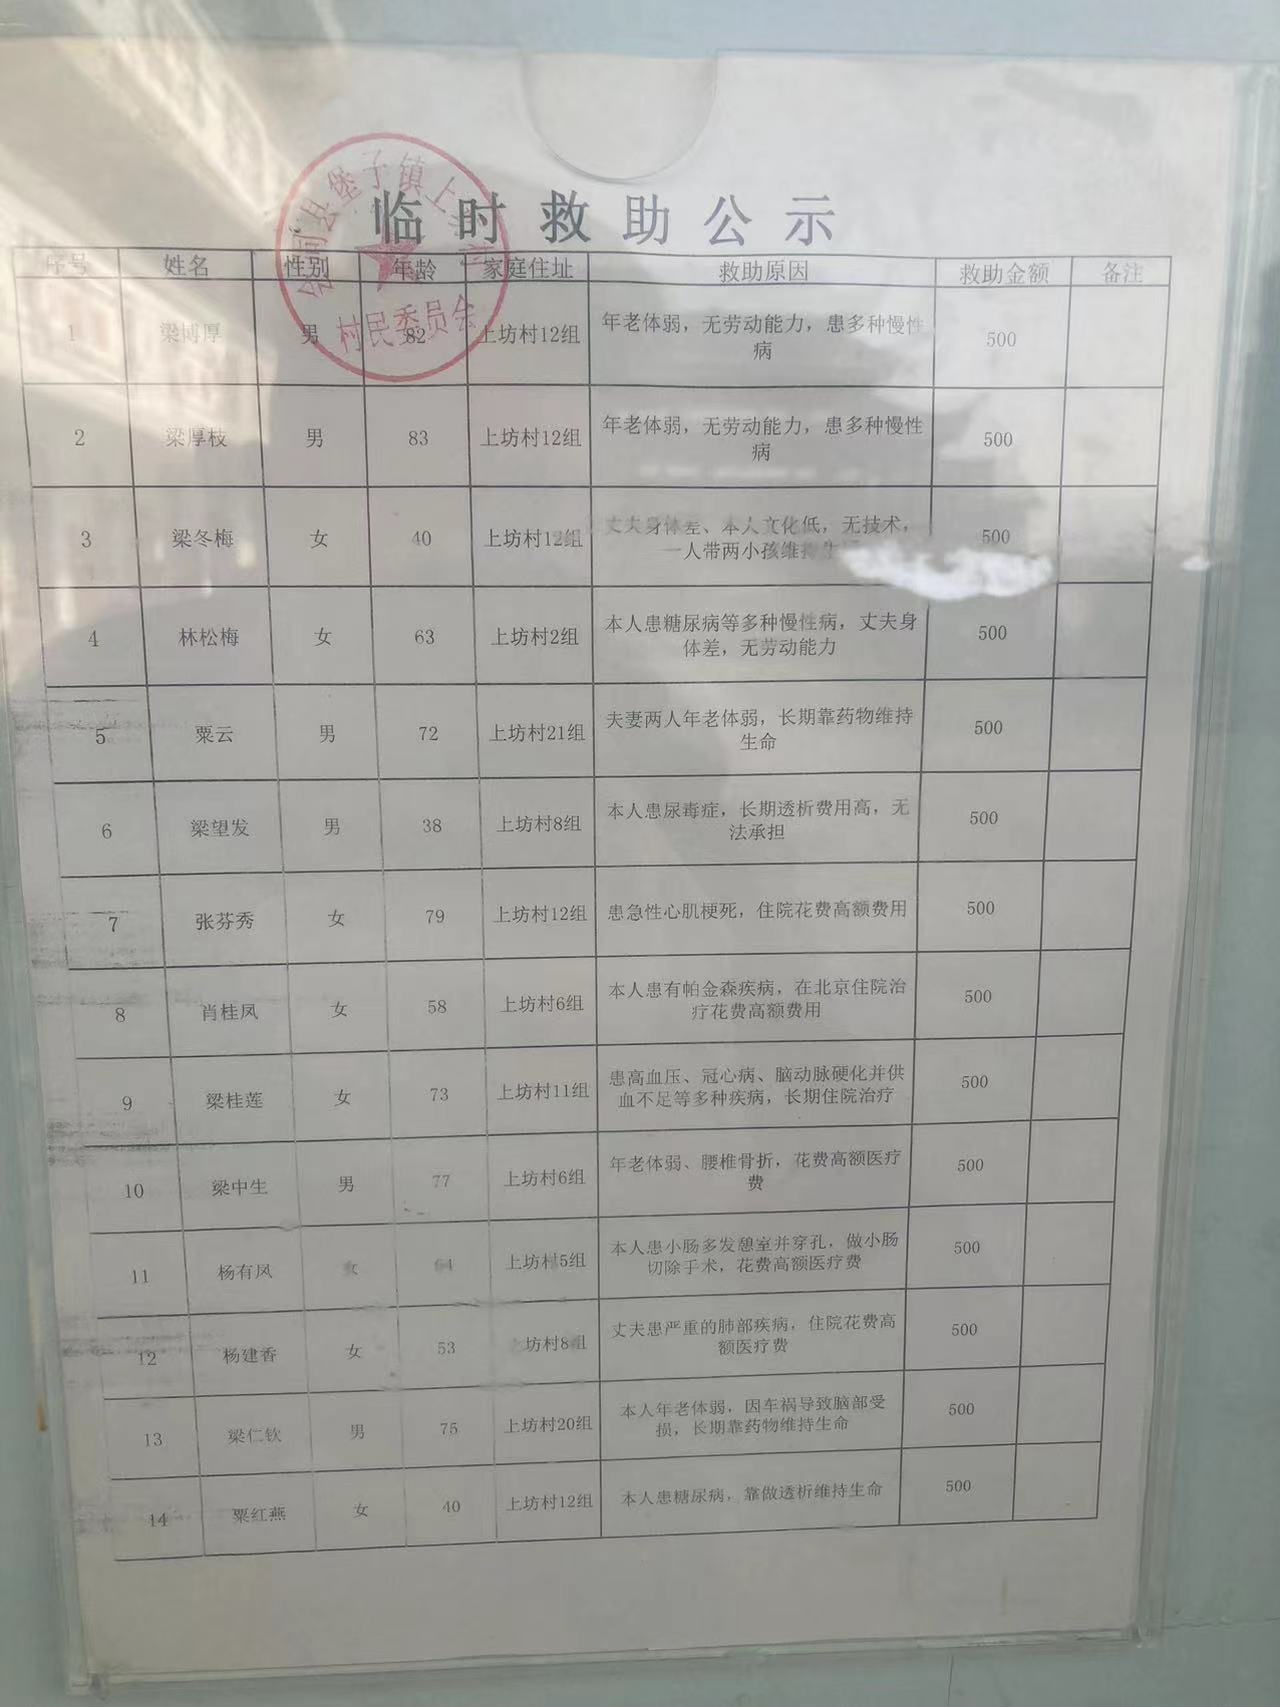 临时救助公示
县堡子镇上
村民委员会
序号 姓名 性别 年龄 家庭住址 救助原因 救助金额 备注
1 梁博厚 男 82 上坊村12组 年老体弱，无劳动能力，患多种慢性
病 500
2 梁厚枝 男 83 上坊村12组 年老体弱，无劳动能力，患多种慢性
病 500
3 梁冬梅 女 40 上坊村12组 丈夫身体差、本人文化低，无技术，
一人带两小孩维持生 500
4 林松梅 女 63 上坊村2组 本人患糖尿病等多种慢性病，丈夫身
体差，无劳动能力 500
5 粟云 男 72 上坊村21组 夫妻两人年老体弱，长期靠药物维持
生命 500
6 梁望发 男 38 上坊村8组 本人患尿毒症，长期透析费用高，无
法承担 500
7 张芬秀 女 79 上坊村12组 患急性心肌梗死，住院花费高额费用 500
8 肖桂凤 女 58 上坊村6组 本人患有帕金森疾病，在北京住院治
疗花费高额费用 500
9 梁桂莲 女 73 上坊村11组 患高血压、冠心病、脑动脉硬化并供
血不足等多种疾病，长期住院治疗 500
10 梁中生 男 77 上坊村6组 年老体弱、腰椎骨折，花费高额医疗
费 500
11 杨有凤 女 64 上坊村5组 本人患小肠多发憩室并穿孔，做小肠
切除手术，花费高额医疗费 500
12 杨建香 女 53 坊村8组 丈夫患严重的肺部疾病，住院花费高
额医疗费 500
13 梁仁钦 男 75 上坊村20组 本人年老体弱，因车祸导致脑部受
损，长期靠药物维持生命 500
14 粟红燕 女 40 上坊村12组 本人患糖尿病，靠做透析维持生命 500